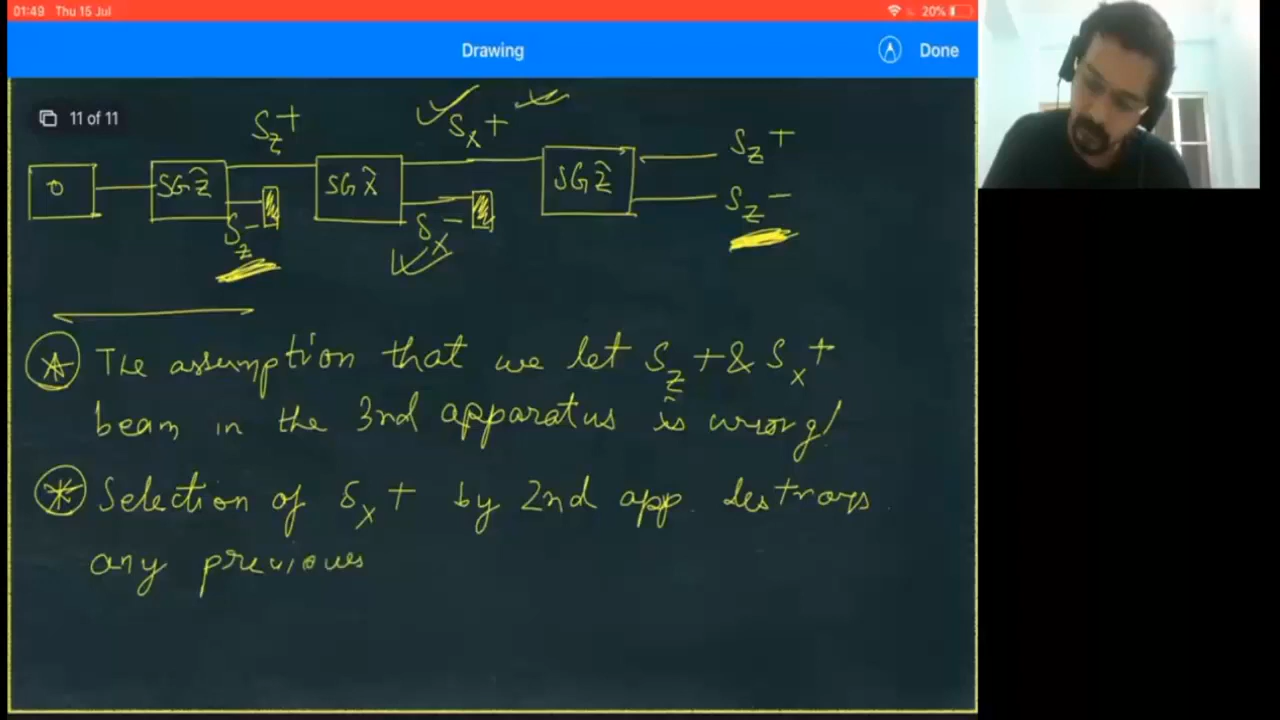 01:49 Thu 15 Jul
20%
Drawing
Done
11 of 11
Sz+
Sx+
O
SGẐ
SGX̂
SGẐ
Sz+
Sz-
Sz-
Sx-
The assumption that we let Sz+ & Sx+
beam in the 3nd apparatus is wrong!
Selection of Sx+ by 2nd app. destroys
any previous